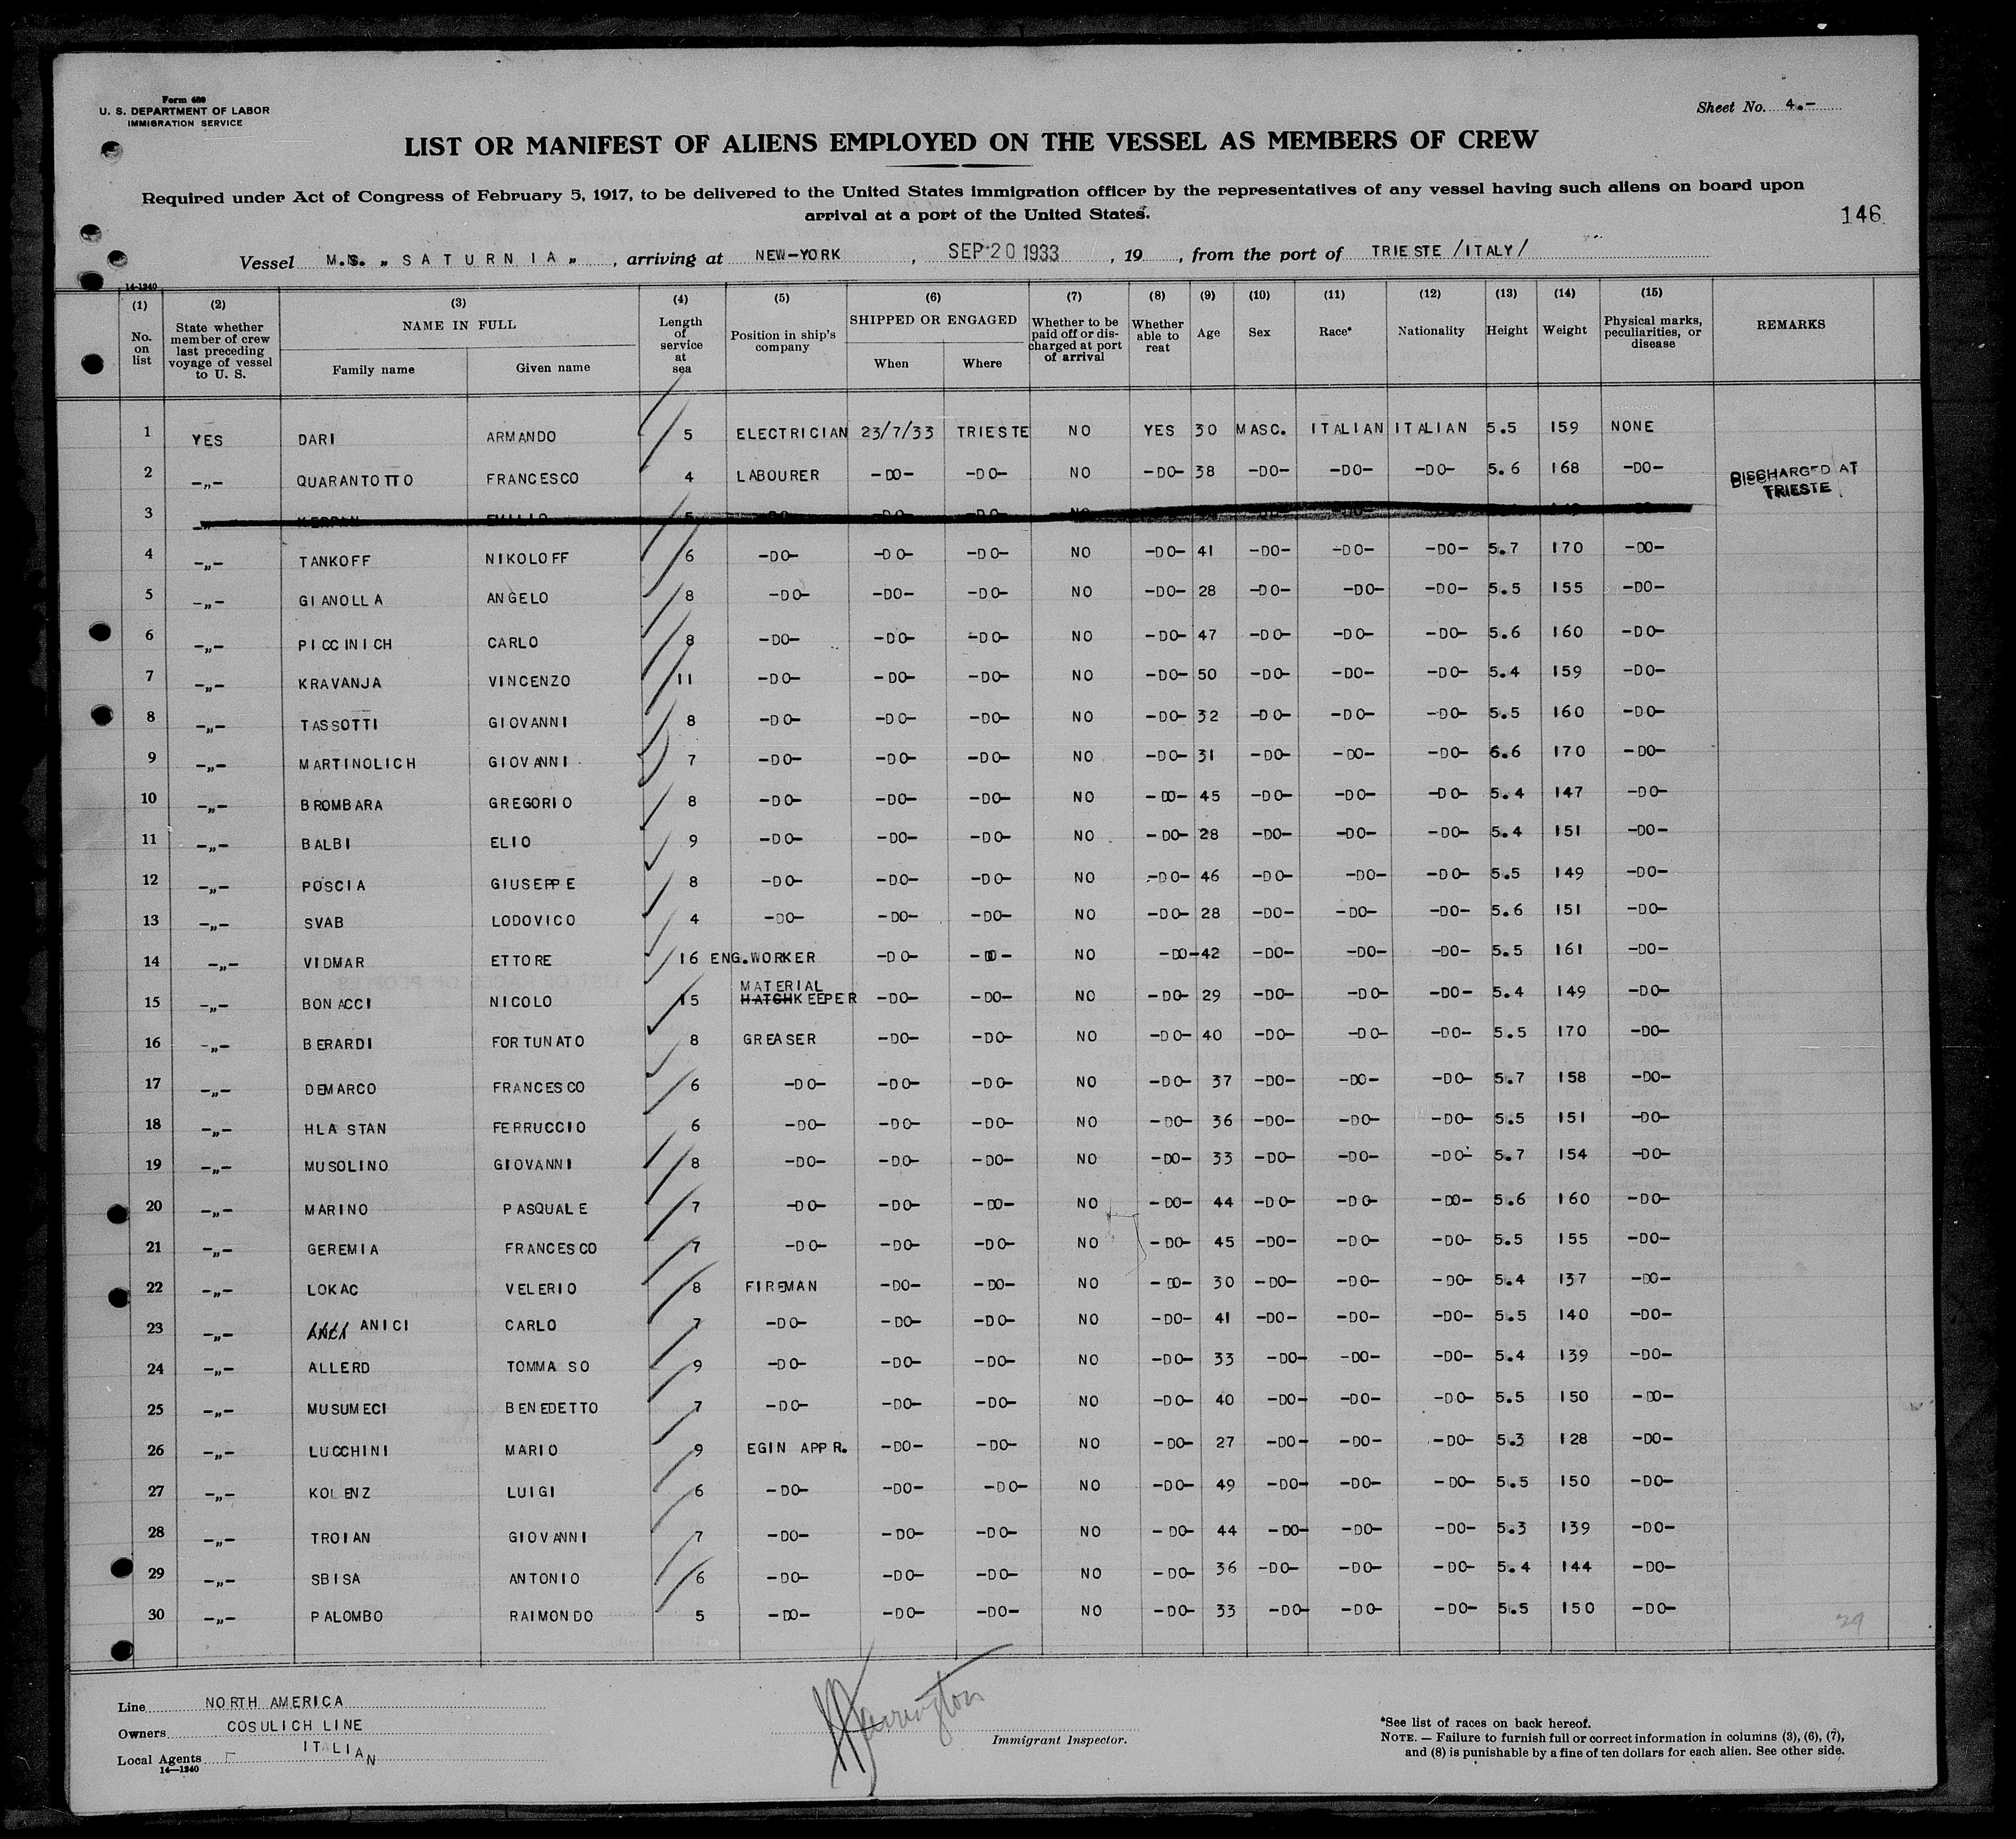 Form 680
U. S. DEPARTMENT OF LABOR
IMMIGRATION SERVICE
Sheet No. 4.-
LIST OR MANIFEST OF ALIENS EMPLOYED ON THE VESSEL AS MEMBERS OF CREW
Required under Act of Congress of February 5, 1917, to be delivered to the United States immigration officer by the representatives of any vessel having such aliens on board upon
arrival at a port of the United States.
146
Vessel M.S. „ S A T U R N I A „ , arriving at NEW-YORK , SEP 20 1933 , 19 , from the port of TRIESTE /ITALY/
14-1240
(1) (2) (3) (4) (5) (6) (7) (8) (9) (10) (11) (12) (13) (14) (15)
No. on list
State whether member of crew last preceding voyage of vessel to U. S.
NAME IN FULL
Family name
Given name
Length of service at sea
Position in ship's company
SHIPPED OR ENGAGED
When
Where
Whether to be paid off or discharged at port of arrival
Whether able to reat
Age
Sex
Race*
Nationality
Height
Weight
Physical marks, peculiarities, or disease
REMARKS
1 YES DARI ARMANDO 5 ELECTRICIAN 23/7/33 TRIESTE NO YES 30 MASC. ITALIAN ITALIAN 5.5 159 NONE
2 -„- QUARANTOTTO FRANCESCO 4 LABOURER -DO- -DO- NO -DO- 38 -DO- -DO- -DO- 5.6 168 -DO-
DISCHARGED AT
TRIESTE
3 -„- 5 -DO- -DO- -DO- NO
4 -„- TANKOFF NIKOLOFF 6 -DO- -DO- -DO- NO -DO- 41 -DO- -DO- -DO- 5.7 170 -DO-
5 -„- GIANOLLA ANGELO 8 -DO- -DO- -DO- NO -DO- 28 -DO- -DO- -DO- 5.5 155 -DO-
6 -„- PICCINICH CARLO 8 -DO- -DO- -DO- NO -DO- 47 -DO- -DO- -DO- 5.6 160 -DO-
7 -„- KRAVANJA VINCENZO 11 -DO- -DO- -DO- NO -DO- 50 -DO- -DO- -DO- 5.4 159 -DO-
8 -„- TASSOTTI GIOVANNI 8 -DO- -DO- -DO- NO -DO- 32 -DO- -DO- -DO- 5.5 160 -DO-
9 -„- MARTINOLICH GIOVANNI 7 -DO- -DO- -DO- NO -DO- 31 -DO- -DO- -DO- 6.6 170 -DO-
10 -„- BROMBARA GREGORIO 8 -DO- -DO- -DO- NO -DO- 45 -DO- -DO- -DO- 5.4 147 -DO-
11 -„- BALBI ELIO 9 -DO- -DO- -DO- NO -DO- 28 -DO- -DO- -DO- 5.4 151 -DO-
12 -„- POSCIA GIUSEPPE 8 -DO- -DO- -DO- NO -DO- 46 -DO- -DO- -DO- 5.5 149 -DO-
13 -„- SVAB LODOVICO 4 -DO- -DO- -DO- NO -DO- 28 -DO- -DO- -DO- 5.6 151 -DO-
14 -„- VIDMAR ETTORE 16 ENG.WORKER -DO- -DO- NO -DO- 42 -DO- -DO- -DO- 5.5 161 -DO-
MATERIAL
15 -„- BONACCI NICOLO 15 HATCHKEEPER -DO- -DO- NO -DO- 29 -DO- -DO- -DO- 5.4 149 -DO-
16 -„- BERARDI FORTUNATO 8 GREASER -DO- -DO- NO -DO- 40 -DO- -DO- -DO- 5.5 170 -DO-
17 -„- DEMARCO FRANCESCO 6 -DO- -DO- -DO- NO -DO- 37 -DO- -DO- -DO- 5.7 158 -DO-
18 -„- HLASTAN FERRUCCIO 6 -DO- -DO- -DO- NO -DO- 36 -DO- -DO- -DO- 5.5 151 -DO-
19 -„- MUSOLINO GIOVANNI 8 -DO- -DO- -DO- NO -DO- 33 -DO- -DO- -DO- 5.7 154 -DO-
20 -„- MARINO PASQUALE 7 -DO- -DO- -DO- NO -DO- 44 -DO- -DO- -DO- 5.6 160 -DO-
21 -„- GEREMIA FRANCESCO 7 -DO- -DO- -DO- NO -DO- 45 -DO- -DO- -DO- 5.5 155 -DO-
22 -„- LOKAC VELERIO 8 FIREMAN -DO- -DO- NO -DO- 30 -DO- -DO- -DO- 5.4 137 -DO-
23 -„- ANICI CARLO 7 -DO- -DO- -DO- NO -DO- 41 -DO- -DO- -DO- 5.5 140 -DO-
24 -„- ALLERD TOMMASO 9 -DO- -DO- -DO- NO -DO- 33 -DO- -DO- -DO- 5.4 139 -DO-
25 -„- MUSUMECI BENEDETTO 7 -DO- -DO- -DO- NO -DO- 40 -DO- -DO- -DO- 5.5 150 -DO-
26 -„- LUCCHINI MARIO 9 EGIN APPR. -DO- -DO- NO -DO- 27 -DO- -DO- -DO- 5.3 128 -DO-
27 -„- KOLENZ LUIGI 6 -DO- -DO- -DO- NO -DO- 49 -DO- -DO- -DO- 5.5 150 -DO-
28 -„- TROIAN GIOVANNI 7 -DO- -DO- -DO- NO -DO- 44 -DO- -DO- -DO- 5.3 139 -DO-
29 -„- SBISA ANTONIO 6 -DO- -DO- -DO- NO -DO- 36 -DO- -DO- -DO- 5.4 144 -DO-
30 -„- PALOMBO RAIMONDO 5 -DO- -DO- -DO- NO -DO- 33 -DO- -DO- -DO- 5.5 150 -DO-
29
Line NORTH AMERICA
Owners COSULICH LINE
Local Agents ITALIAN
14-1240
Immigrant Inspector.
*See list of races on back hereof.
NOTE. — Failure to furnish full or correct information in columns (3), (6), (7),
and (8) is punishable by a fine of ten dollars for each alien. See other side.